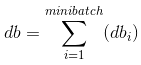 db = \sum_{i=1}^{minibatch} (db_i)